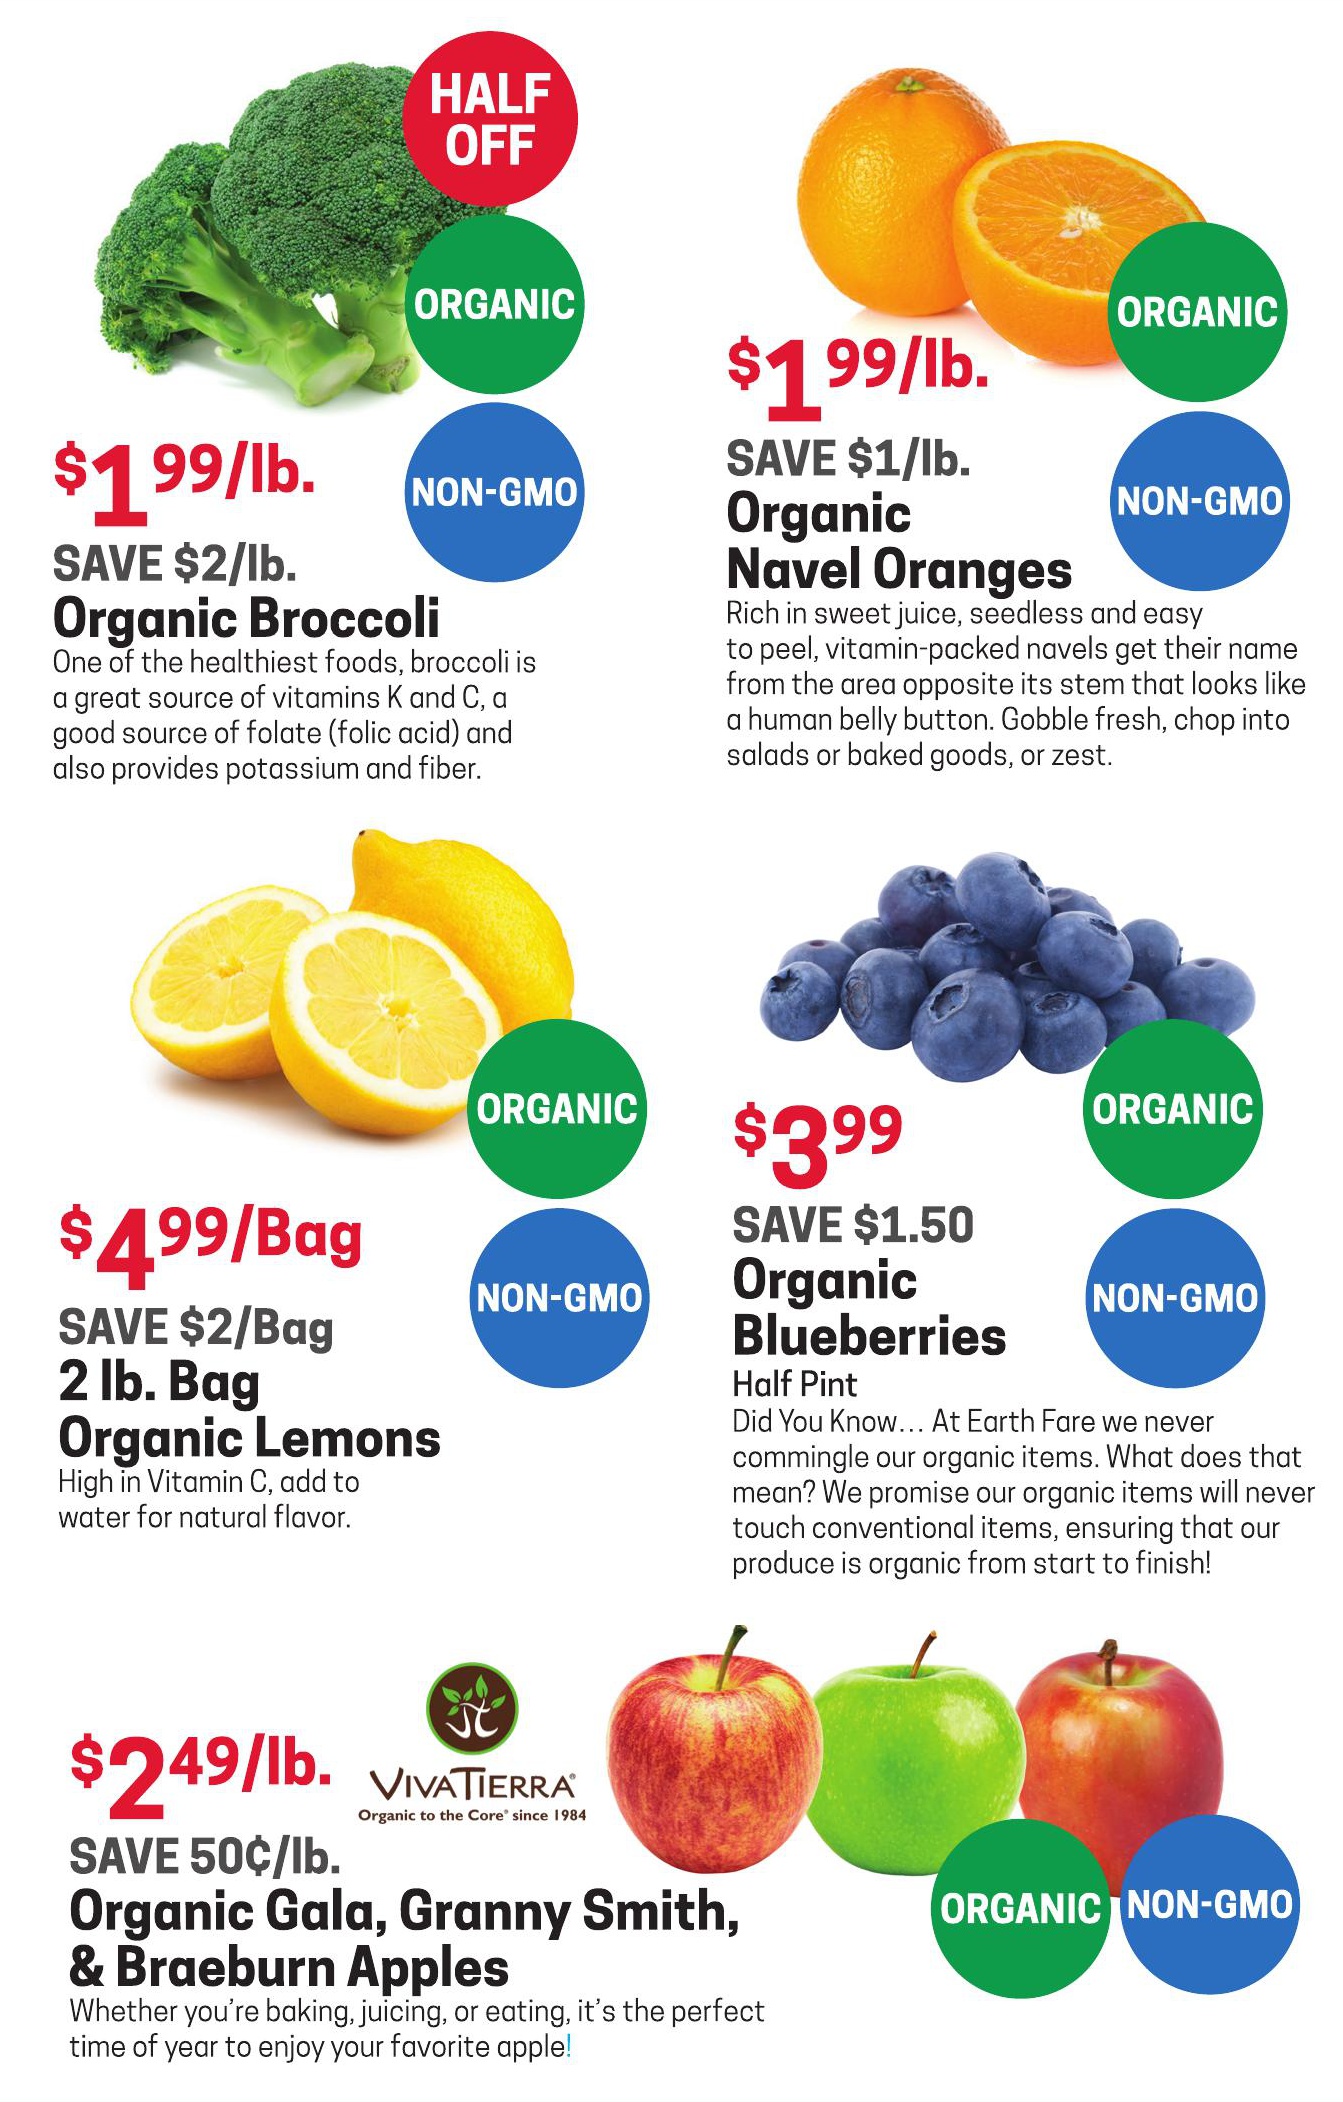 HALF
OFF
ORGANIC
NON-GMO
$1 99/lb.
SAVE $2/lb.
Organic Broccoli
One of the healthiest foods, broccoli is
a great source of vitamins K and C, a
good source of folate (folic acid) and
also provides potassium and fiber.
ORGANIC
NON-GMO
$1 99/lb.
SAVE $1/lb.
Organic
Navel Oranges
Rich in sweet juice, seedless and easy
to peel, vitamin-packed navels get their name
from the area opposite its stem that looks like
a human belly button. Gobble fresh, chop into
salads or baked goods, or zest.
ORGANIC
NON-GMO
$4 99/Bag
SAVE $2/Bag
2 lb. Bag
Organic Lemons
High in Vitamin C, add to
water for natural flavor.
ORGANIC
NON-GMO
$3 99
SAVE $1.50
Organic
Blueberries
Half Pint
Did You Know... At Earth Fare we never
commingle our organic items. What does that
mean? We promise our organic items will never
touch conventional items, ensuring that our
produce is organic from start to finish!
$2 49/lb.
VIVATIERRA®
Organic to the Core® since 1984
SAVE 50¢/lb.
Organic Gala, Granny Smith,
& Braeburn Apples
Whether you're baking, juicing, or eating, it's the perfect
time of year to enjoy your favorite apple!
ORGANIC
NON-GMO